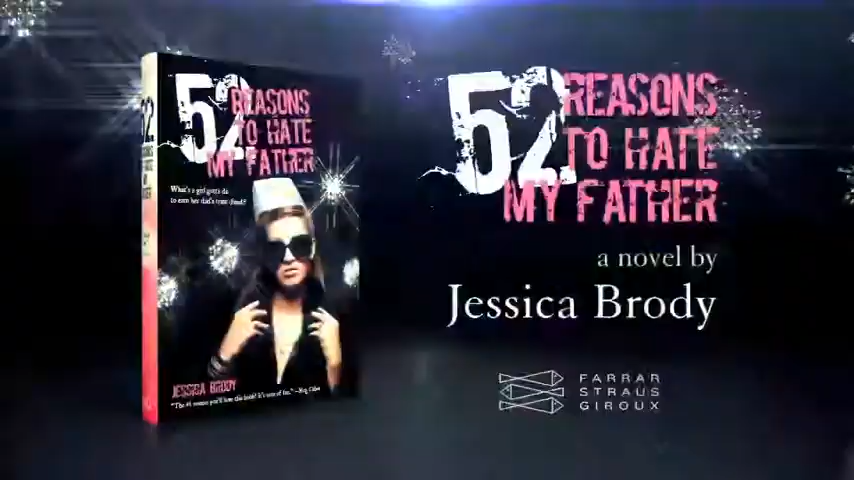 52 REASONS
TO HATE
MY FATHER
What's a girl gotta do
to earn her dad's trust (fund)?
JESSICA BRODY
52 REASONS
TO HATE
MY FATHER
a novel by
Jessica Brody
FARRAR
STRAUS
GIROUX